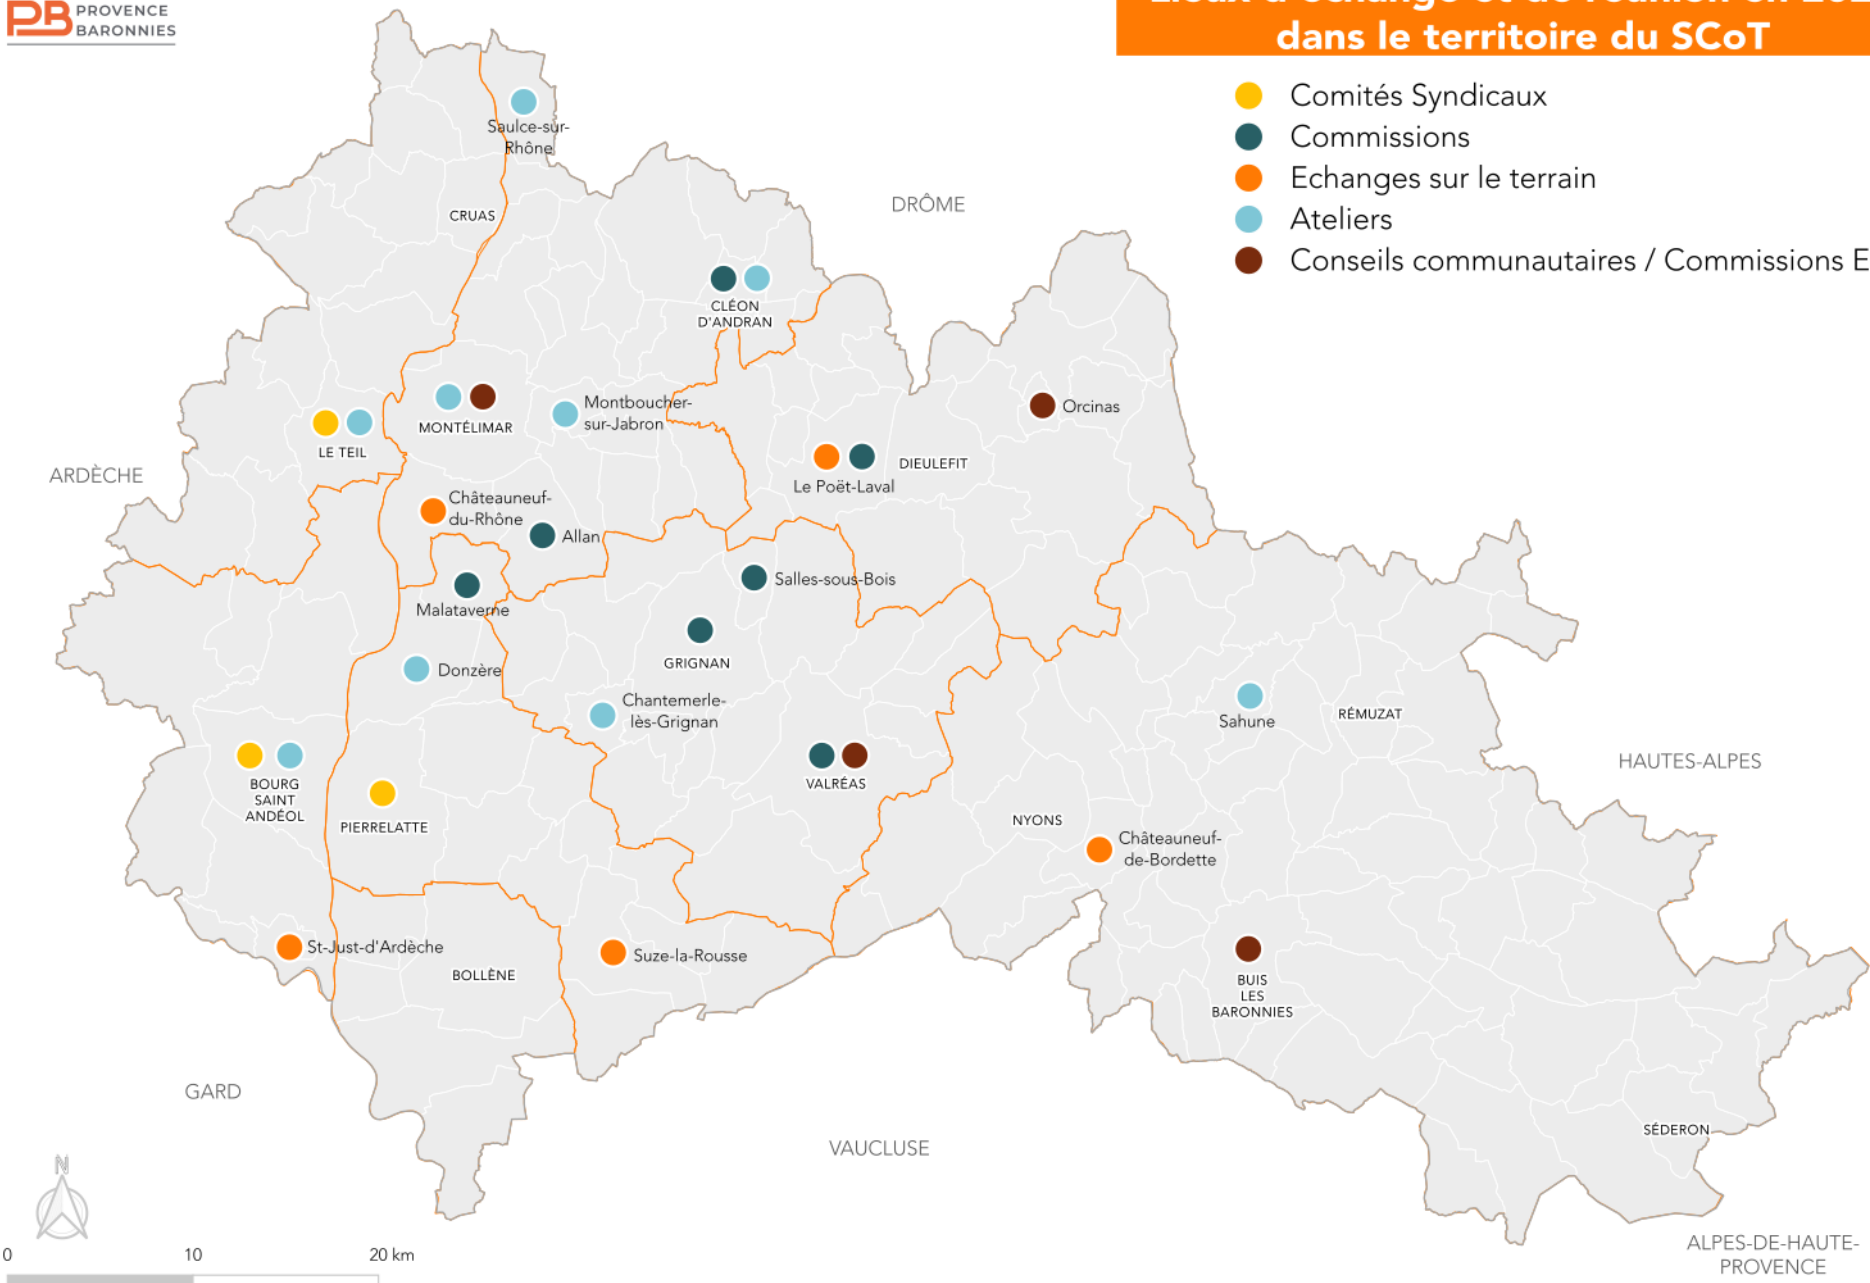 PB PROVENCE
BARONNIES
dans le territoire du SCoT
Comités Syndicaux
Commissions
Echanges sur le terrain
Ateliers
Conseils communautaires / Commissions E
Saulce-sur-
Rhône
CRUAS
DRÔME
CLÉON
D'ANDRAN
MONTÉLIMAR
Montboucher-
sur-Jabron
Orcinas
LE TEIL
ARDÈCHE
DIEULEFIT
Le Poët-Laval
Châteauneuf-
du-Rhône
Allan
Salles-sous-Bois
Malataverne
GRIGNAN
Donzère
Chantemerle-
lès-Grignan
Sahune
RÉMUZAT
HAUTES-ALPES
BOURG
SAINT
ANDÉOL
PIERRELATTE
VALRÉAS
NYONS
Châteauneuf-
de-Bordette
St-Just-d'Ardèche
Suze-la-Rousse
BOLLÈNE
BUIS
LES
BARONNIES
GARD
VAUCLUSE
SÉDERON
N
0 10 20 km
ALPES-DE-HAUTE-
PROVENCE